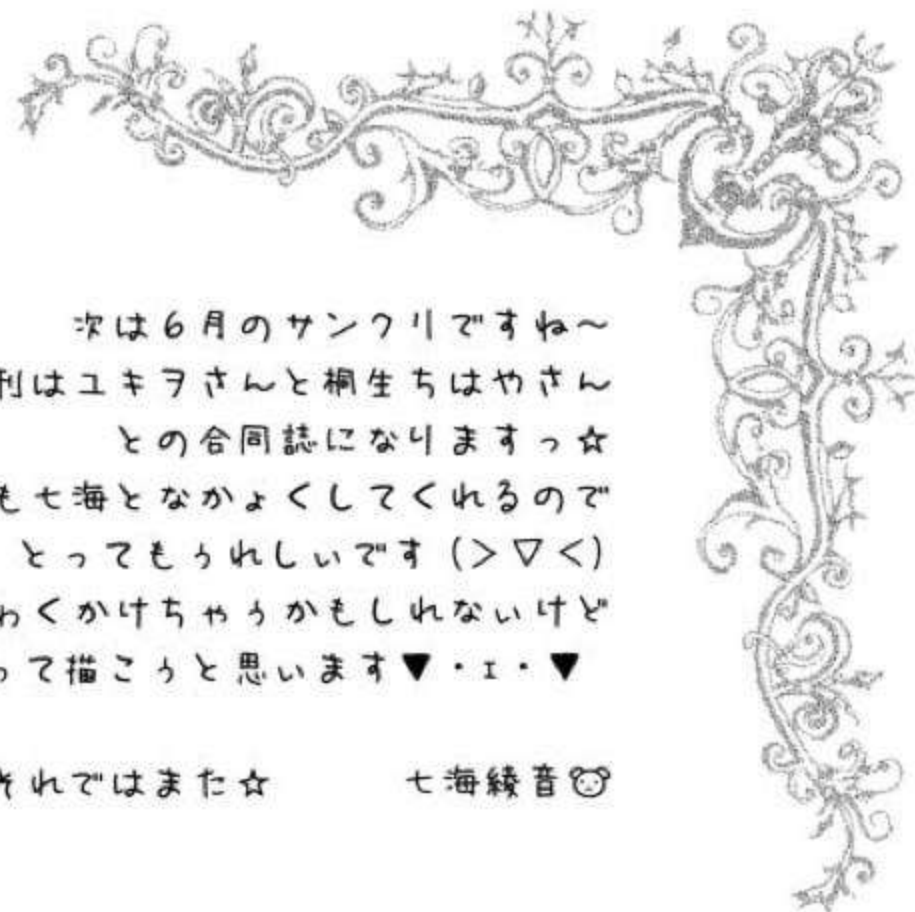 次は6月のサンクリですね～
刊はユキヲさんと桐生ちはやさん
との合同誌になりますっ☆
も七海となかょくしてくれるので
とってもぅれしぃです（＞▽＜）
わくかけちゃぅかもしれないけど
って描こぅと思います▼・ｪ・▼
それではまた☆　七海綾音